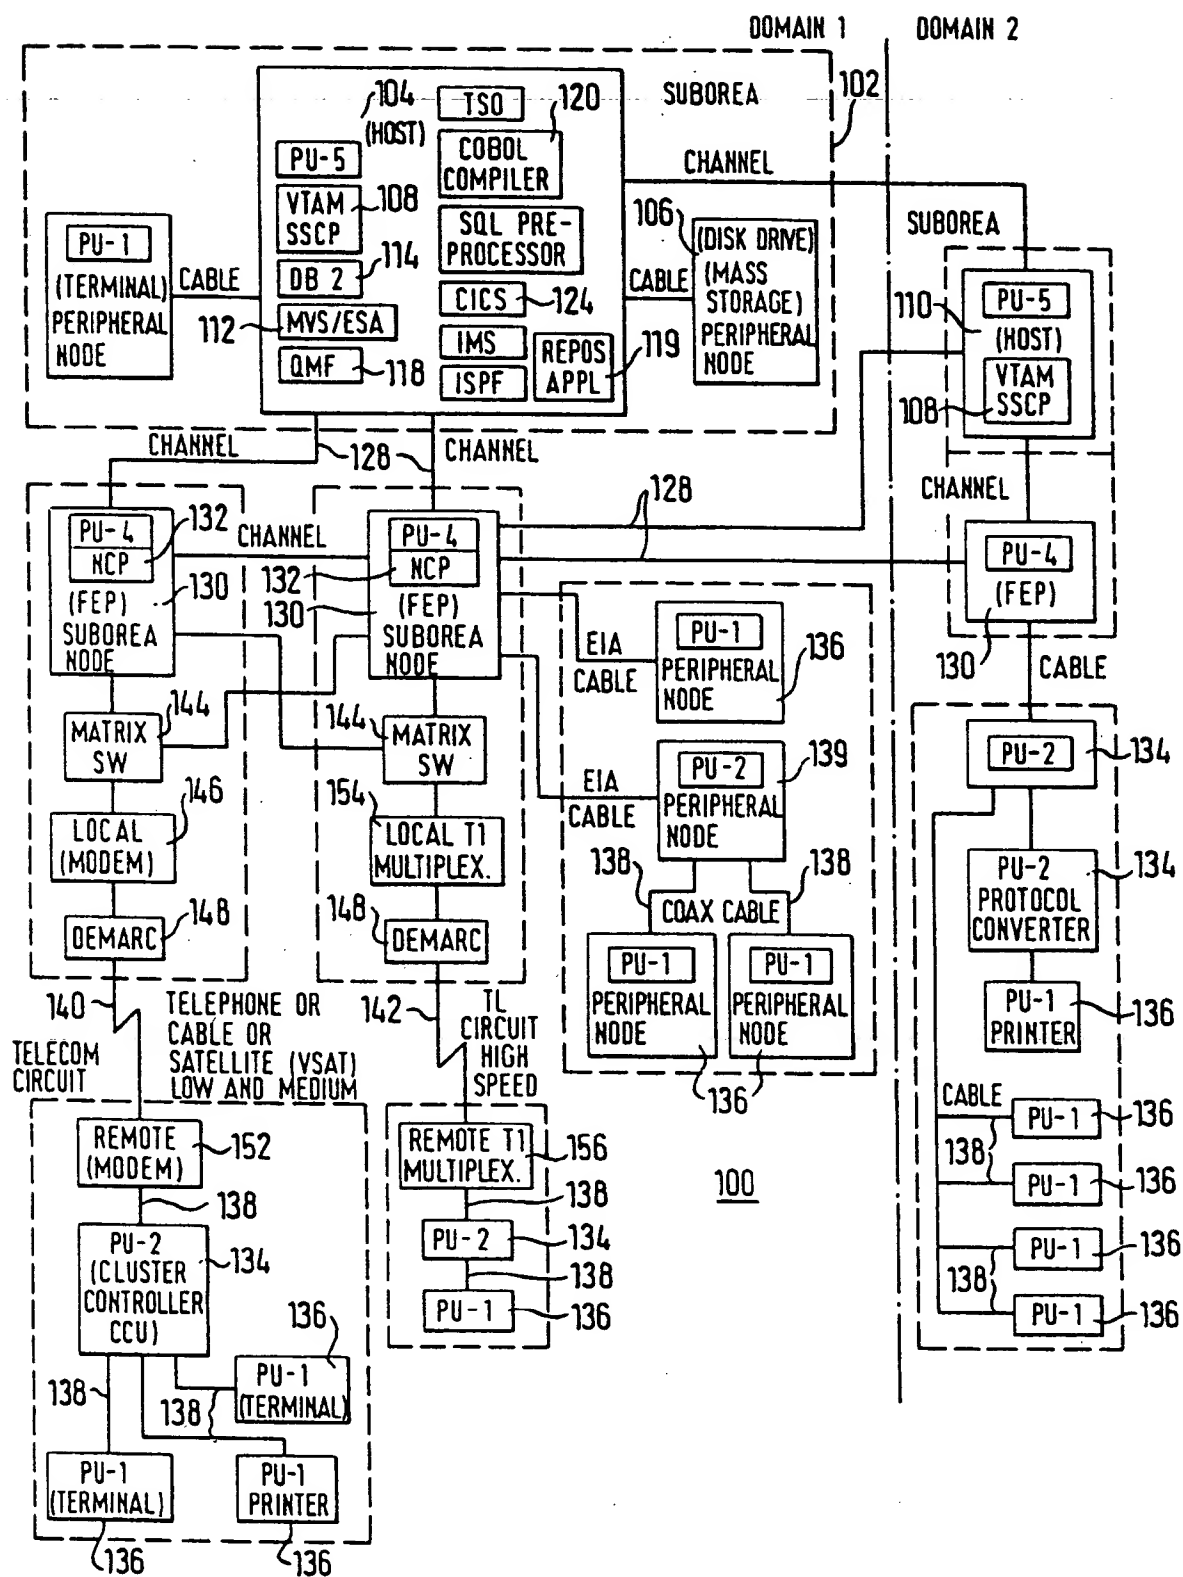 DOMAIN 1
DOMAIN 2
102
SUBOREA
104
(HOST)
TSO
120
COBOL
COMPILER
PU-5
VTAM
SSCP
108
SQL PRE-
PROCESSOR
DB 2
114
CICS
124
112
MVS/ESA
IMS
REPOS
APPL
119
QMF
118
ISPF
PU-1
(TERMINAL)
PERIPHERAL
NODE
CABLE
CABLE
106
(DISK DRIVE)
(MASS
STORAGE)
PERIPHERAL
NODE
CHANNEL
SUBOREA
110
PU-5
(HOST)
VTAM
SSCP
108
CHANNEL
128
CHANNEL
CHANNEL
128
PU-4
NCP
132
(FEP)
130
SUBOREA
NODE
CHANNEL
PU-4
NCP
132
130
(FEP)
SUBOREA
NODE
PU-4
(FEP)
130
CABLE
EIA
CABLE
PU-1
PERIPHERAL
NODE
136
EIA
CABLE
PU-2
PERIPHERAL
NODE
139
138
138
COAX CABLE
PU-1
PERIPHERAL
NODE
PU-1
PERIPHERAL
NODE
136
144
MATRIX
SW
144
MATRIX
SW
146
LOCAL
(MODEM)
154
LOCAL T1
MULTIPLEX.
148
DEMARC
148
DEMARC
140
TELEPHONE OR
CABLE OR
SATELLITE (VSAT)
LOW AND MEDIUM
TELECOM
CIRCUIT
142
TL
CIRCUIT
HIGH
SPEED
PU-2
134
PU-2
PROTOCOL
CONVERTER
134
PU-1
PRINTER
136
CABLE
PU-1
136
138
PU-1
136
PU-1
136
138
PU-1
136
REMOTE
(MODEM)
152
138
PU-2
(CLUSTER
CONTROLLER
CCU)
134
136
PU-1
(TERMINAL)
138
138
PU-1
(TERMINAL)
136
PU-1
PRINTER
136
REMOTE T1
MULTIPLEX.
156
138
PU-2
134
138
PU-1
136
100